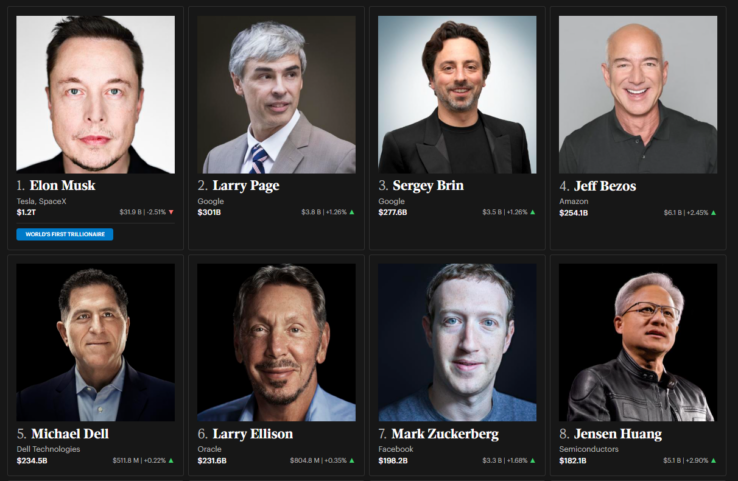 1. Elon Musk
Tesla, SpaceX
$1.2T $31.9 B | -2.51% ▼
WORLD'S FIRST TRILLIONAIRE
2. Larry Page
Google
$301B $3.8 B | +1.26% ▲
3. Sergey Brin
Google
$277.6B $3.5 B | +1.26% ▲
4. Jeff Bezos
Amazon
$254.1B $6.1 B | +2.45% ▲
5. Michael Dell
Dell Technologies
$234.5B $511.8 M | +0.22% ▲
6. Larry Ellison
Oracle
$231.6B $804.8 M | +0.35% ▲
7. Mark Zuckerberg
Facebook
$198.2B $3.3 B | +1.68% ▲
8. Jensen Huang
Semiconductors
$182.1B $5.1 B | +2.90% ▲